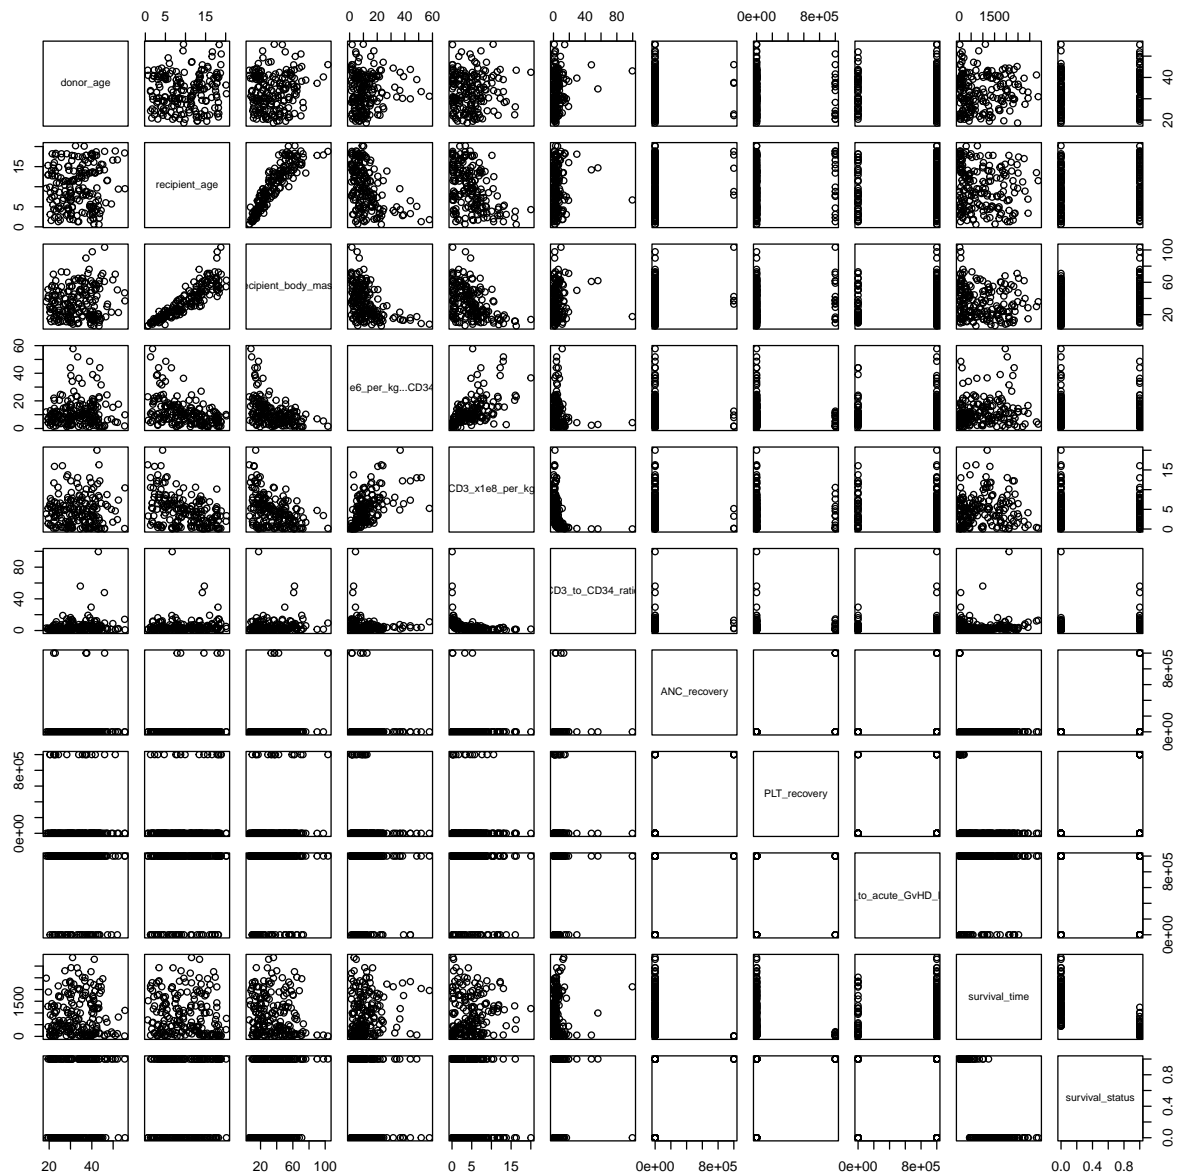 0 5 15 0 20 40 60 0 40 80 0e+00 8e+05 0 1500
donor_age
40
20
15
5
0
recipient_age
ecipient_body_mas
100
60
20
60
40
20
0
e6_per_kg...CD34
CD3_x1e8_per_kg
15
5
0
80
40
0
CD3_to_CD34_rati
ANC_recovery
8e+05
0e+00
8e+05
0e+00
PLT_recovery
_to_acute_GvHD_
8e+05
0e+00
1500
0
survival_time
survival_status
0.8
0.4
0.0
20 40 20 60 100 0 5 15 0e+00 8e+05 0e+00 8e+05 0.0 0.4 0.8